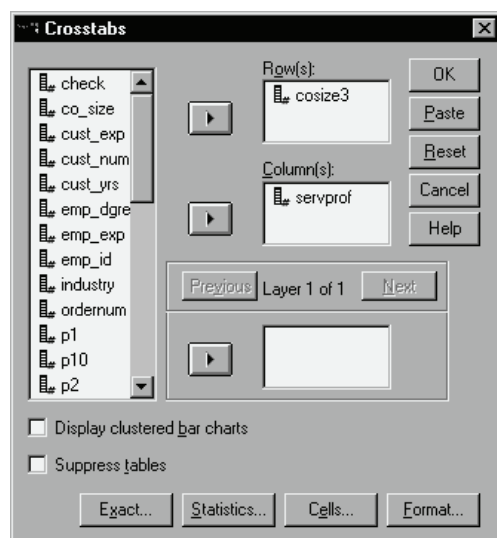 Crosstabs
check
co_size
cust_exp
cust_num
cust_yrs
emp_dgre
emp_exp
emp_id
industry
ordernum
p1
p10
p2
Row(s):
cosize3
Column(s):
servprof
Previous Layer 1 of 1 Next
OK
Paste
Reset
Cancel
Help
Display clustered bar charts
Suppress tables
Exact... Statistics... Cells... Format...